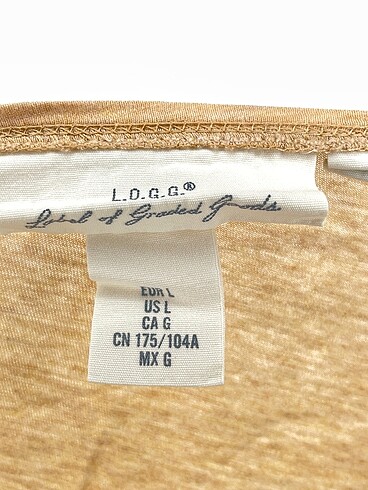 L.O.G.G.®
Label of Graded Goods
EUR L
US L
CA G
CN 175/104A
MX G